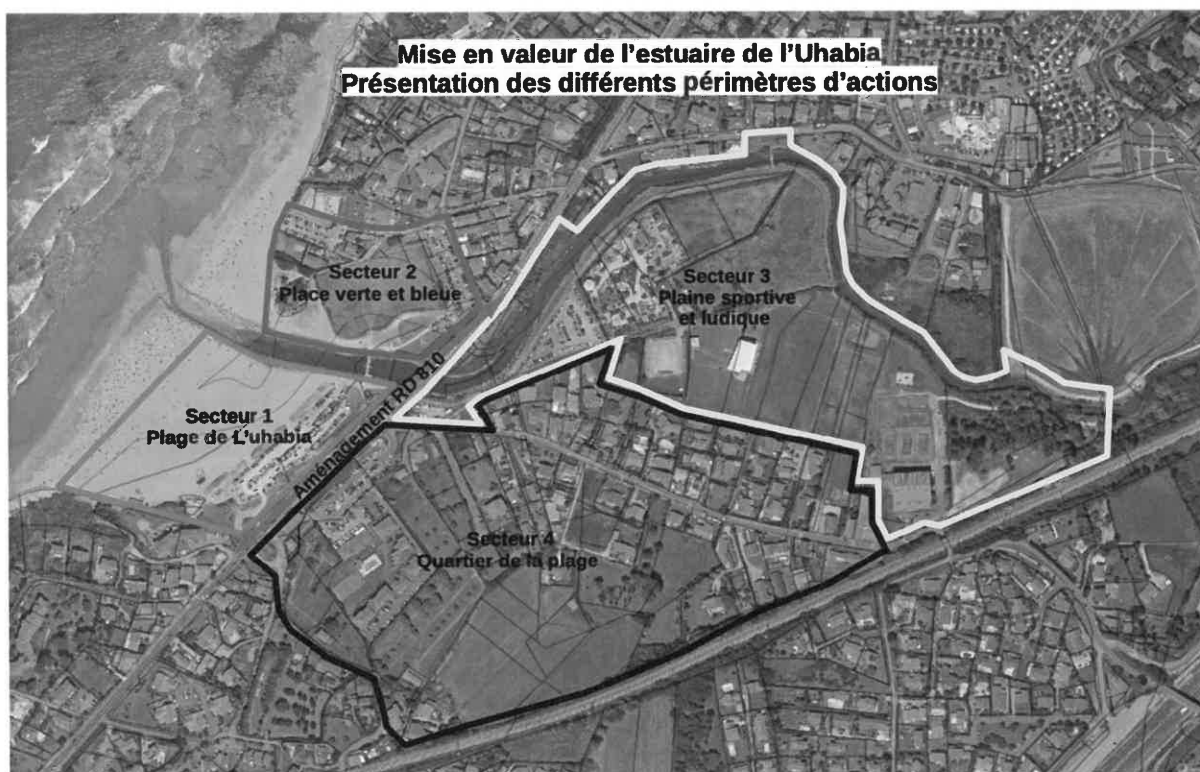 Mise en valeur de l'estuaire de l'Uhabia
Présentation des différents périmètres d'actions
Secteur 2
Place verte et bleue
Secteur 3
Plaine sportive
et ludique
Secteur 1
Plage de L'uhabia
Aménagement RD 810
Secteur 4
Quartier de la plage